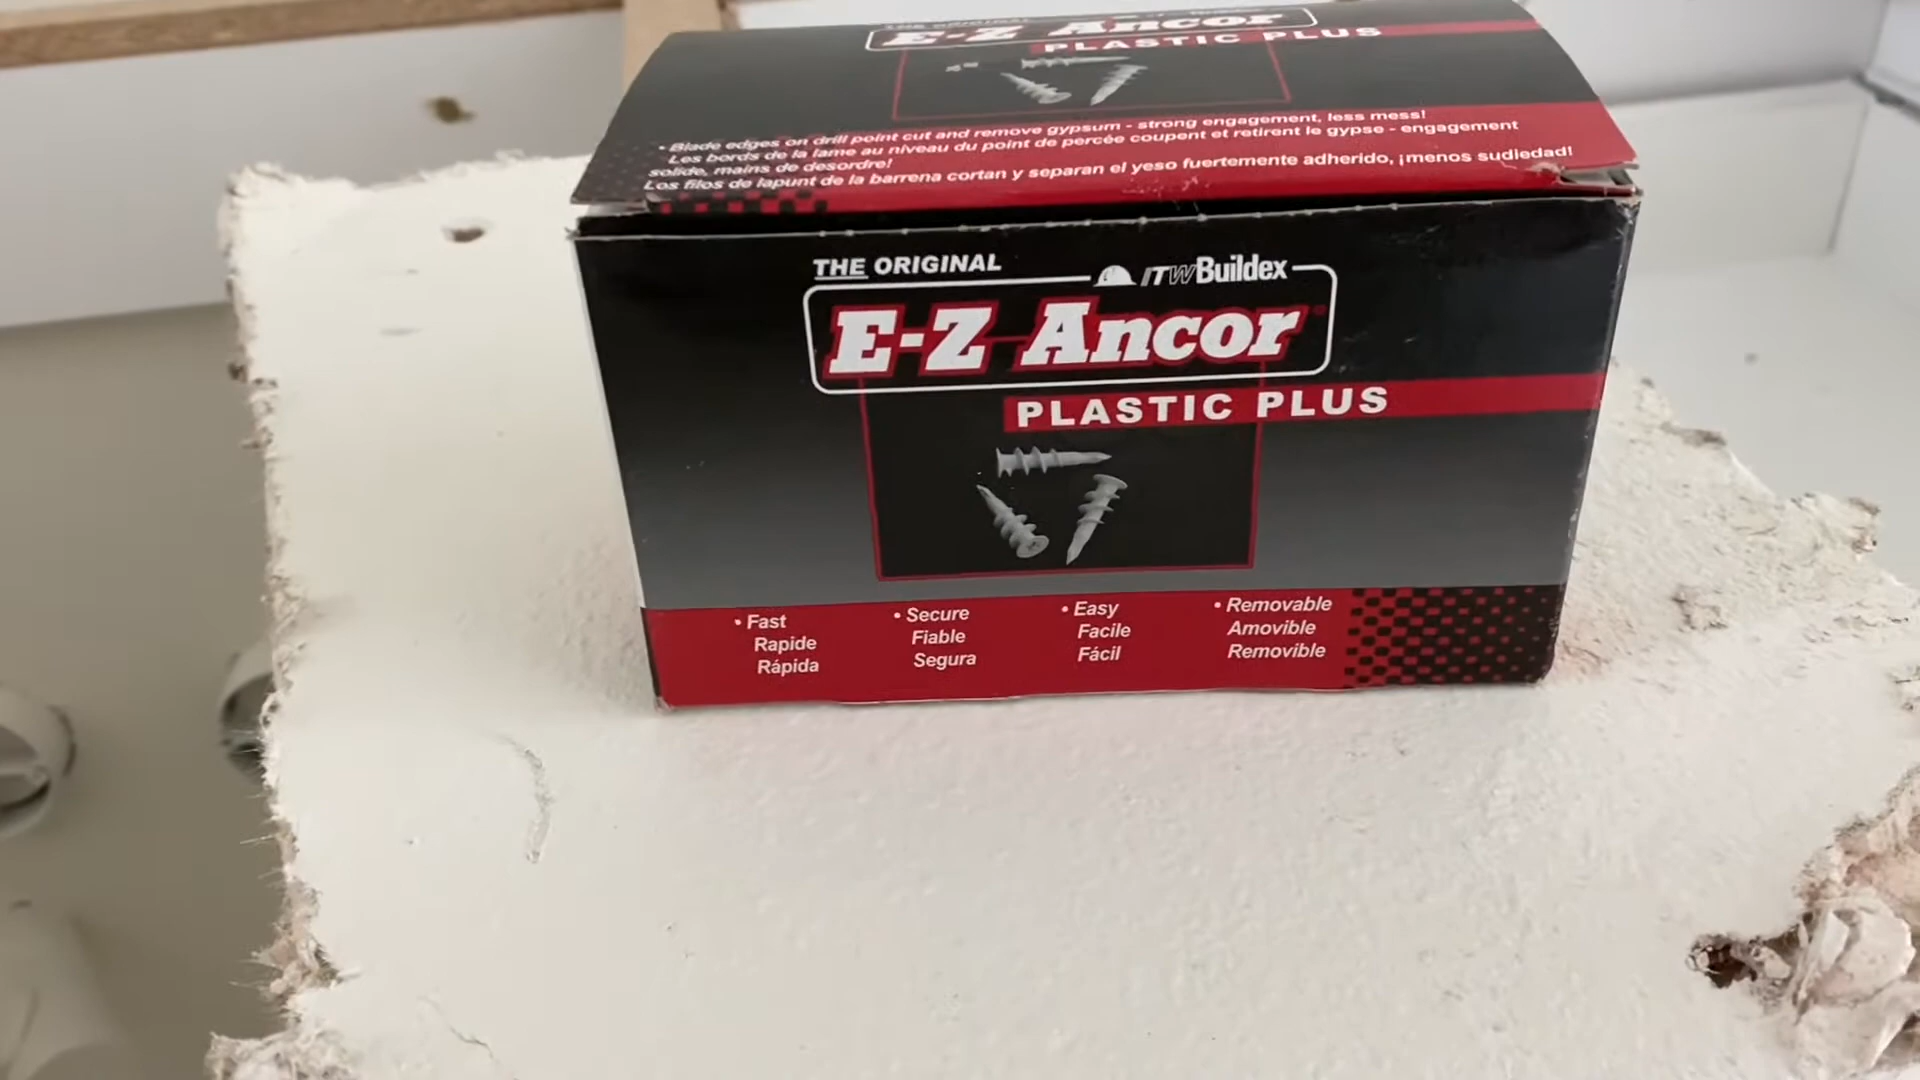 THE ORIGINAL
E-Z Ancor
PLASTIC PLUS
• Blade edges on drill point cut and remove gypsum - strong engagement, less mess!
Les bords de la lame au niveau du point de percée coupent et retirent le gypse - engagement
solide, mains de desordre!
Los filos de lapunt de la barrena cortan y separan el yeso fuertemente adherido, ¡menos sudiedad!
THE ORIGINAL
ITWBuildex
E-Z Ancor
PLASTIC PLUS
• Fast
Rapide
Rápida
• Secure
Fiable
Segura
• Easy
Facile
Fácil
• Removable
Amovible
Removible